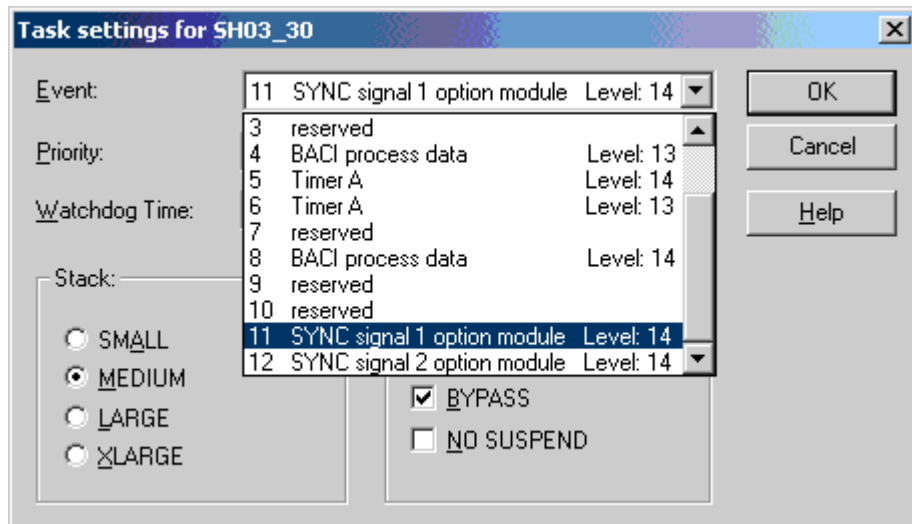 Task settings for SH03_30
Event: 11 SYNC signal 1 option module Level: 14 OK
3 reserved
Priority: 4 BACI process data Level: 13 Cancel
5 Timer A Level: 14
Watchdog Time: 6 Timer A Level: 13 Help
7 reserved
8 BACI process data Level: 14
Stack: 9 reserved
10 reserved
SMALL 11 SYNC signal 1 option module Level: 14
12 SYNC signal 2 option module Level: 14
MEDIUM BYPASS
LARGE NO SUSPEND
XLARGE